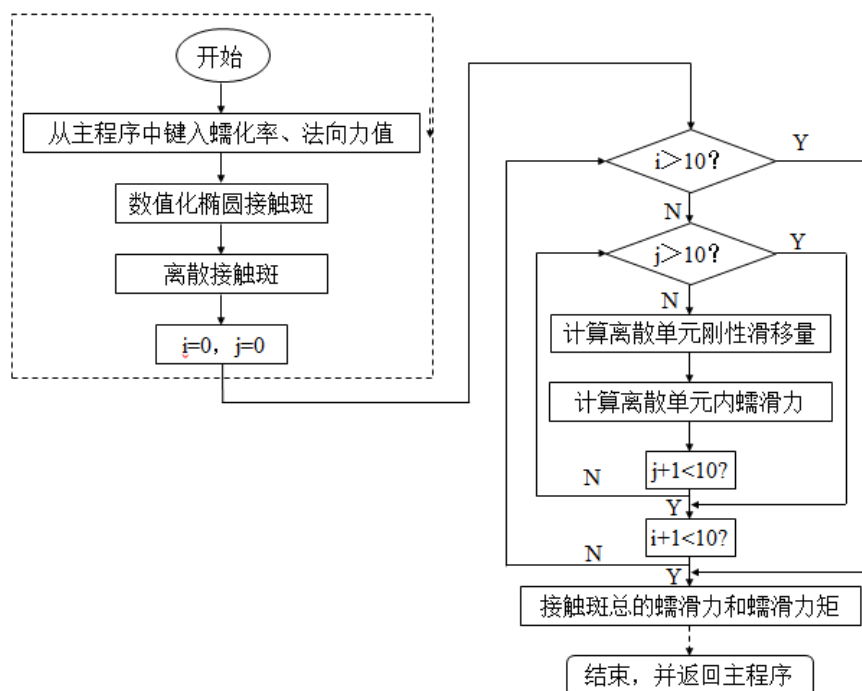 开始
从主程序中键入蠕化率、法向力值
数值化椭圆接触斑
离散接触斑
i=0，j=0
i＞10？
Y
N
j＞10？
Y
N
计算离散单元刚性滑移量
计算离散单元内蠕滑力
j+1<10?
N
Y
i+1<10?
N
Y
接触斑总的蠕滑力和蠕滑力矩
结束，并返回主程序